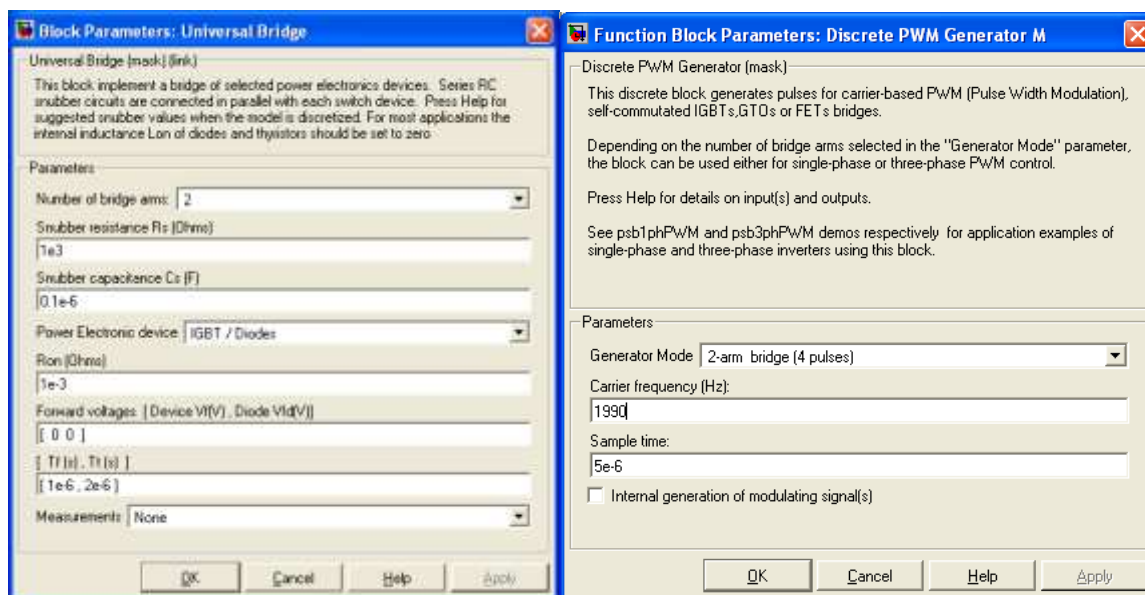 Block Parameters: Universal Bridge
Universal Bridge (mask) (link)
This block implement a bridge of selected power electronics devices. Series RC
snubber circuits are connected in parallel with each switch device. Press Help for
suggested snubber values when the model is discretized. For most applications the
internal inductance Lon of diodes and thyristors should be set to zero
Parameters
Number of bridge arms: 2
Snubber resistance Rs (Ohms)
1e3
Snubber capacitance Cs (F)
0.1e-6
Power Electronic device IGBT / Diodes
Ron (Ohms)
1e-3
Forward voltages [ Device Vf(V) , Diode Vfd(V)]
[ 0 0 ]
[ Tf (s) , Tt (s) ]
[ 1e-6 , 2e-6 ]
Measurements None
OK Cancel Help Apply
Function Block Parameters: Discrete PWM Generator M
Discrete PWM Generator (mask)
This discrete block generates pulses for carrier-based PWM (Pulse Width Modulation),
self-commutated IGBTs,GTOs or FETs bridges.
Depending on the number of bridge arms selected in the "Generator Mode" parameter,
the block can be used either for single-phase or three-phase PWM control.
Press Help for details on input(s) and outputs.
See psb1phPWM and psb3phPWM demos respectively for application examples of
single-phase and three-phase inverters using this block.
Parameters
Generator Mode 2-arm bridge (4 pulses)
Carrier frequency (Hz):
1990
Sample time:
5e-6
Internal generation of modulating signal(s)
OK Cancel Help Apply